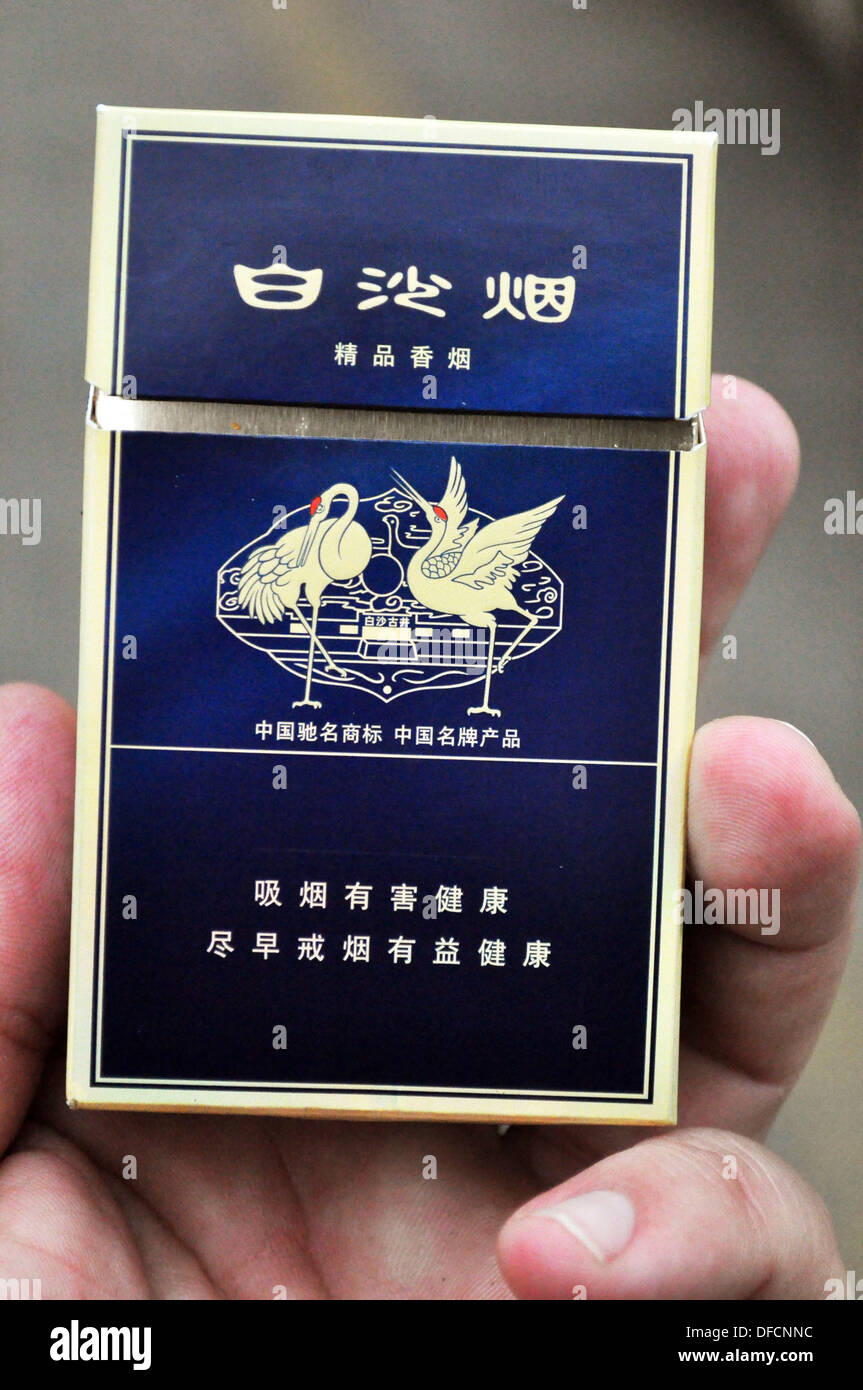 白沙烟
精品香烟
白沙古井
中国驰名商标 中国名牌产品
吸烟有害健康
尽早戒烟有益健康
alamy
Image ID: DFCNNC
www.alamy.com